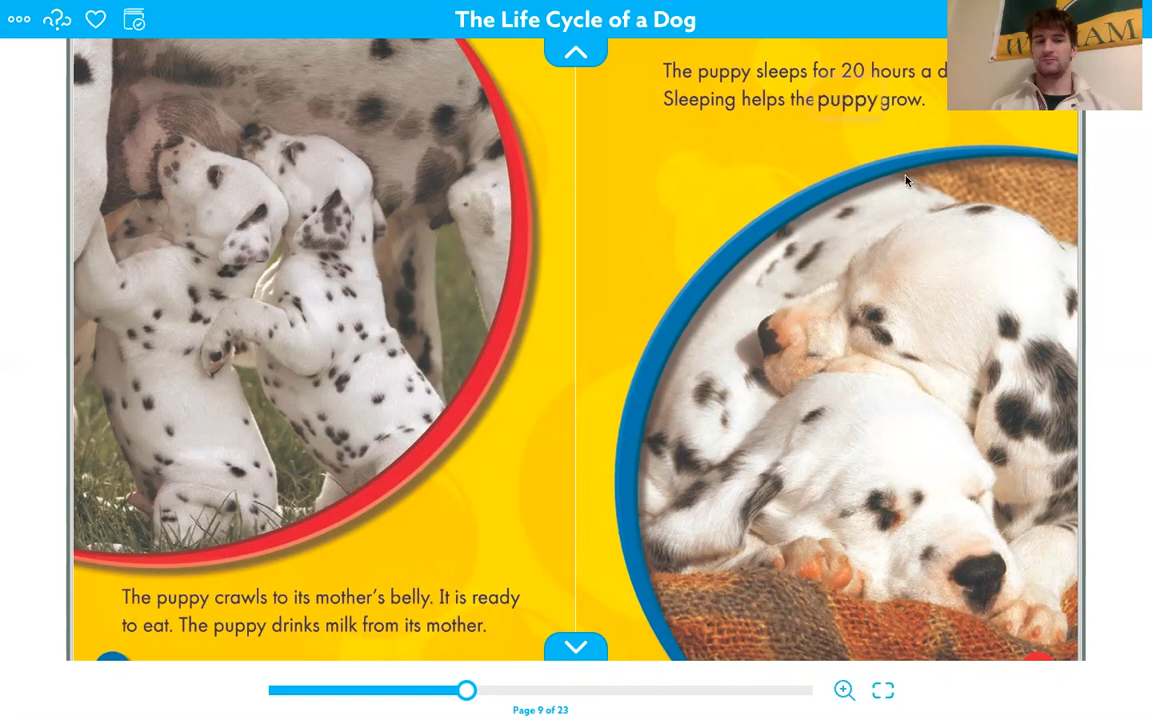 The Life Cycle of a Dog
The puppy sleeps for 20 hours a
Sleeping helps the puppy grow.
The puppy crawls to its mother's belly. It is ready
to eat. The puppy drinks milk from its mother.
Page 9 of 23